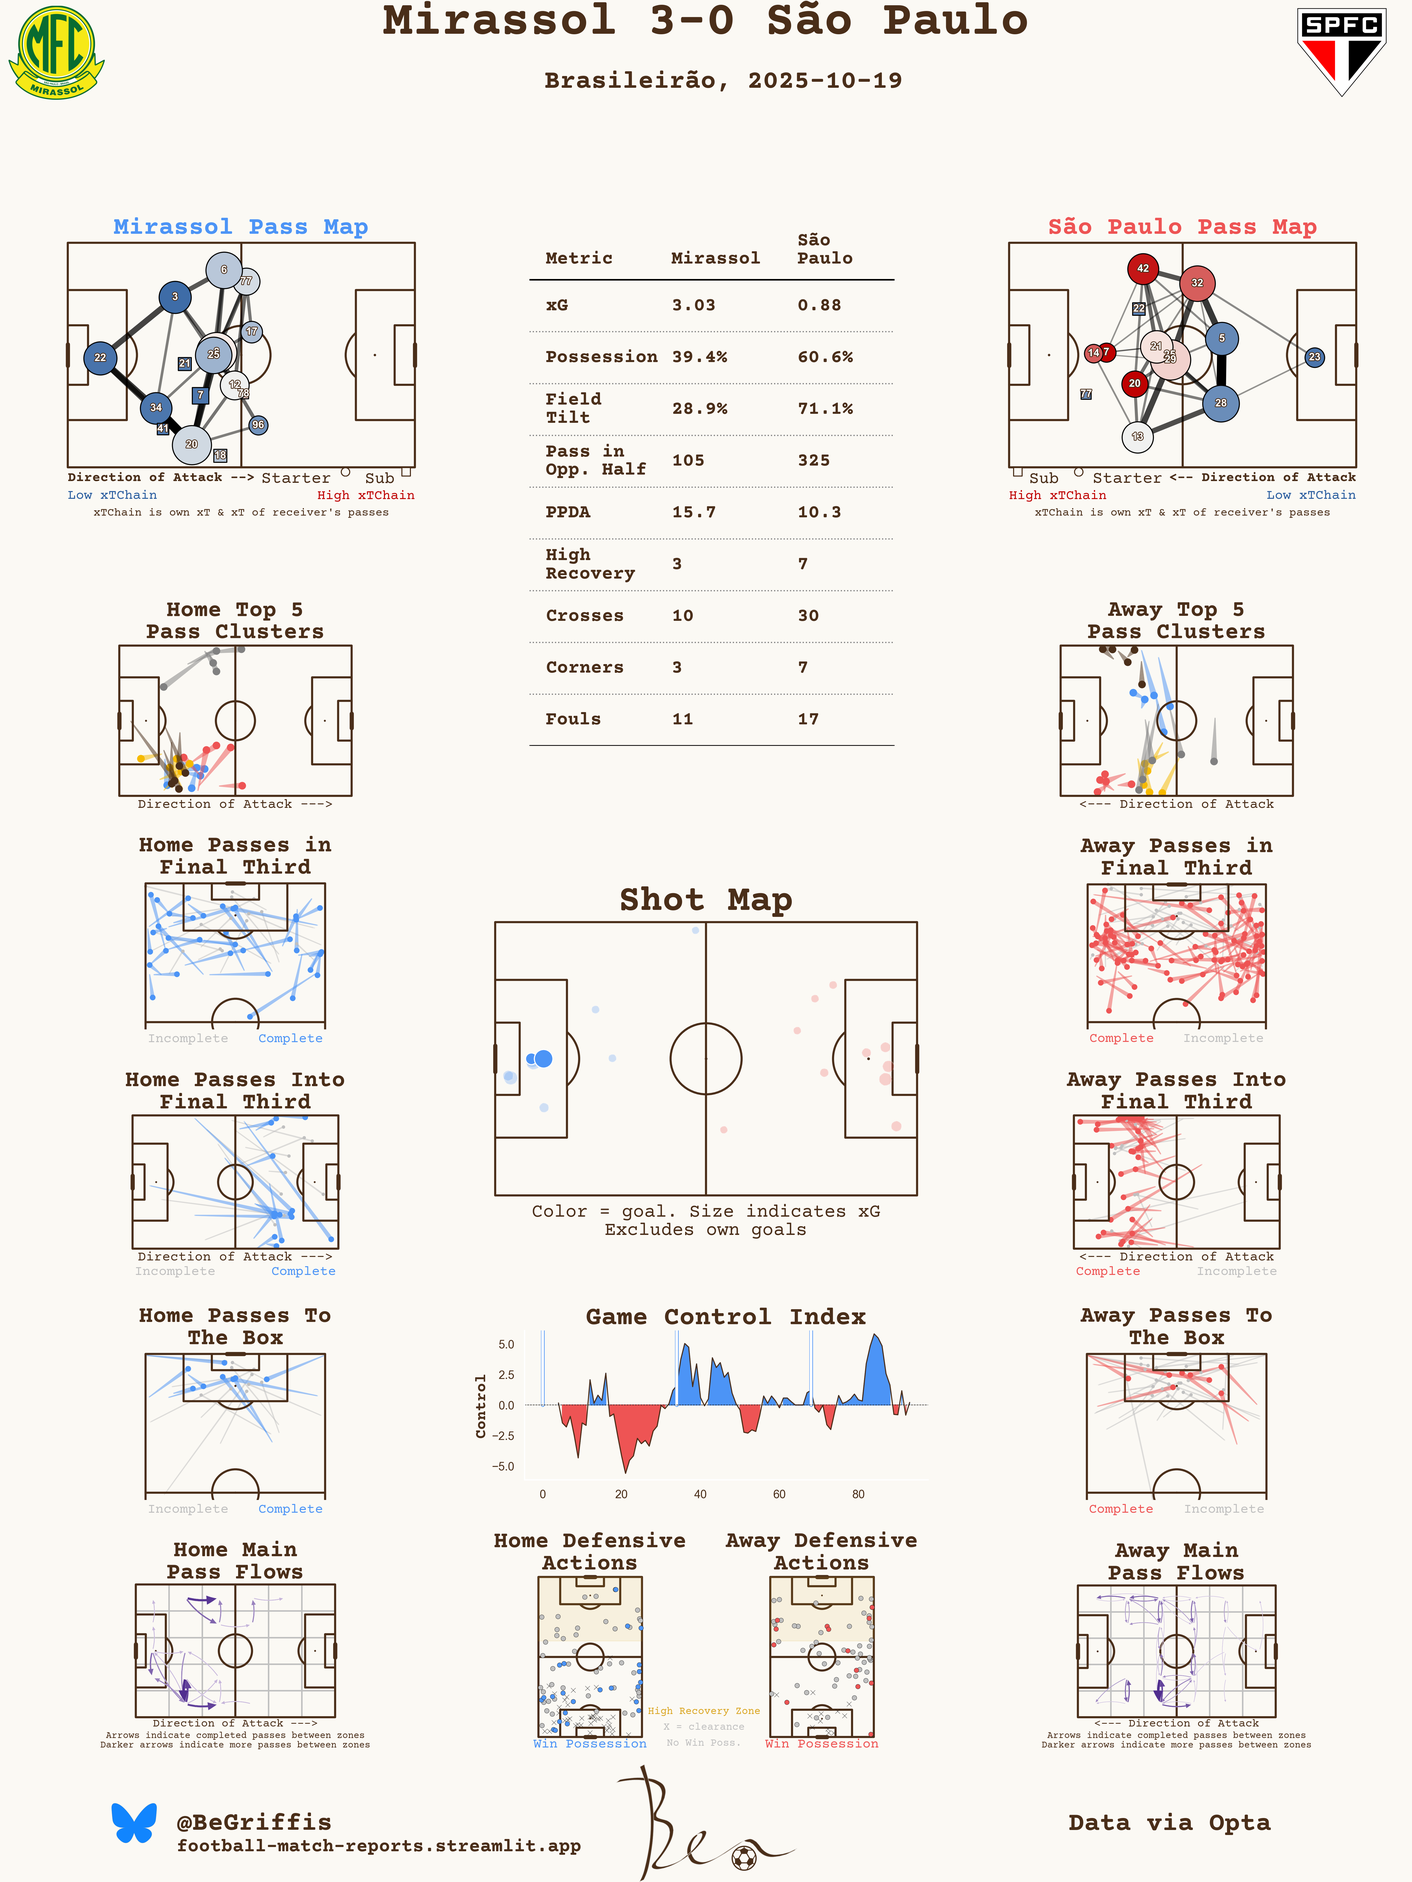 Mirassol 3-0 São Paulo
Brasileirão, 2025-10-19
MFC
MIRASSOL
SPFC
Mirassol Pass Map
6
77
3
17
22
25
21
12
7
78
34
41
96
20
18
Direction of Attack --> Starter Sub
Low xTChain High xTChain
xTChain is own xT & xT of receiver's passes
Metric Mirassol São Paulo
xG 3.03 0.88
Possession 39.4% 60.6%
Field Tilt 28.9% 71.1%
Pass in Opp. Half 105 325
PPDA 15.7 10.3
High Recovery 3 7
Crosses 10 30
Corners 3 7
Fouls 11 17
São Paulo Pass Map
42
32
22
5
14
7
21
29
23
20
77
28
13
Sub Starter <-- Direction of Attack
High xTChain Low xTChain
xTChain is own xT & xT of receiver's passes
Home Top 5
Pass Clusters
Direction of Attack --->
Away Top 5
Pass Clusters
<--- Direction of Attack
Home Passes in
Final Third
Incomplete Complete
Away Passes in
Final Third
Complete Incomplete
Shot Map
Color = goal. Size indicates xG
Excludes own goals
Home Passes Into
Final Third
Direction of Attack --->
Incomplete Complete
Away Passes Into
Final Third
<--- Direction of Attack
Complete Incomplete
Home Passes To
The Box
Incomplete Complete
Game Control Index
Control
5.0
2.5
0.0
−2.5
−5.0
0 20 40 60 80
Away Passes To
The Box
Complete Incomplete
Home Main
Pass Flows
Direction of Attack --->
Arrows indicate completed passes between zones
Darker arrows indicate more passes between zones
Home Defensive
Actions
Win Possession
High Recovery Zone
X = clearance
No Win Poss.
Away Defensive
Actions
Win Possession
Away Main
Pass Flows
<--- Direction of Attack
Arrows indicate completed passes between zones
Darker arrows indicate more passes between zones
@BeGriffis
football-match-reports.streamlit.app
Ben
Data via Opta